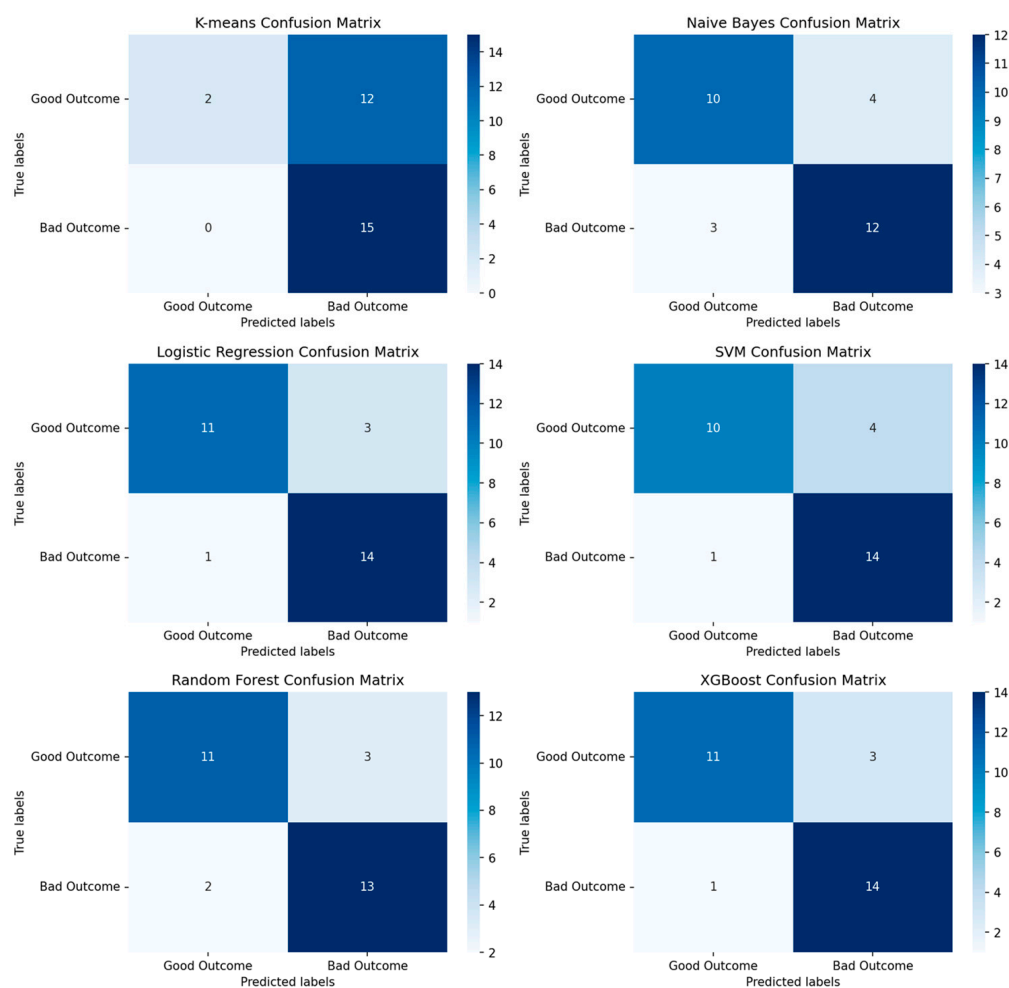 K-means Confusion Matrix
Good Outcome
2
12
Bad Outcome
0
15
True labels
Good Outcome
Bad Outcome
Predicted labels
14
12
10
8
6
4
2
0
Naive Bayes Confusion Matrix
Good Outcome
10
4
Bad Outcome
3
12
True labels
Good Outcome
Bad Outcome
Predicted labels
12
11
10
9
8
7
6
5
4
3
Logistic Regression Confusion Matrix
Good Outcome
11
3
Bad Outcome
1
14
True labels
Good Outcome
Bad Outcome
Predicted labels
14
12
10
8
6
4
2
SVM Confusion Matrix
Good Outcome
10
4
Bad Outcome
1
14
True labels
Good Outcome
Bad Outcome
Predicted labels
14
12
10
8
6
4
2
Random Forest Confusion Matrix
Good Outcome
11
3
Bad Outcome
2
13
True labels
Good Outcome
Bad Outcome
Predicted labels
12
10
8
6
4
2
XGBoost Confusion Matrix
Good Outcome
11
3
Bad Outcome
1
14
True labels
Good Outcome
Bad Outcome
Predicted labels
14
12
10
8
6
4
2